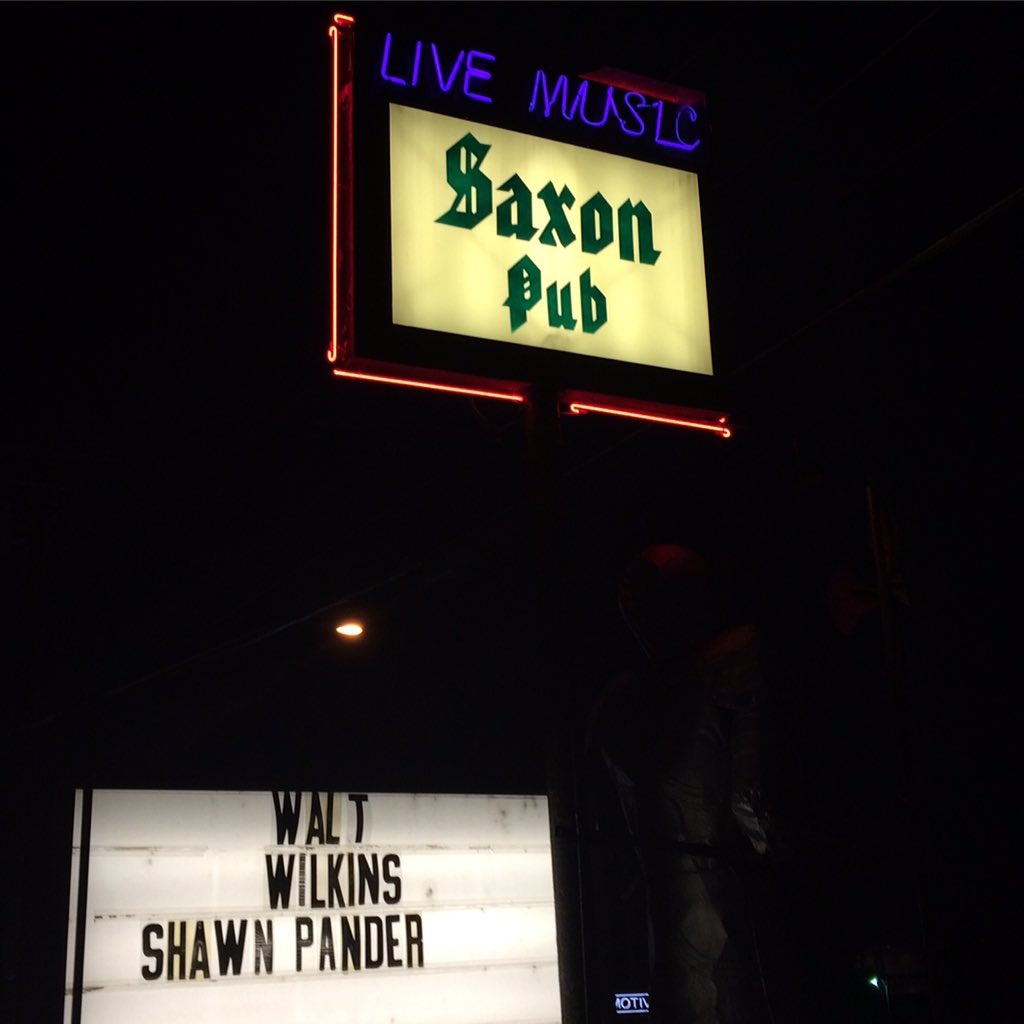 LIVE MUSIC
Saxon
Pub
WALT
WILKINS
SHAWN PANDER